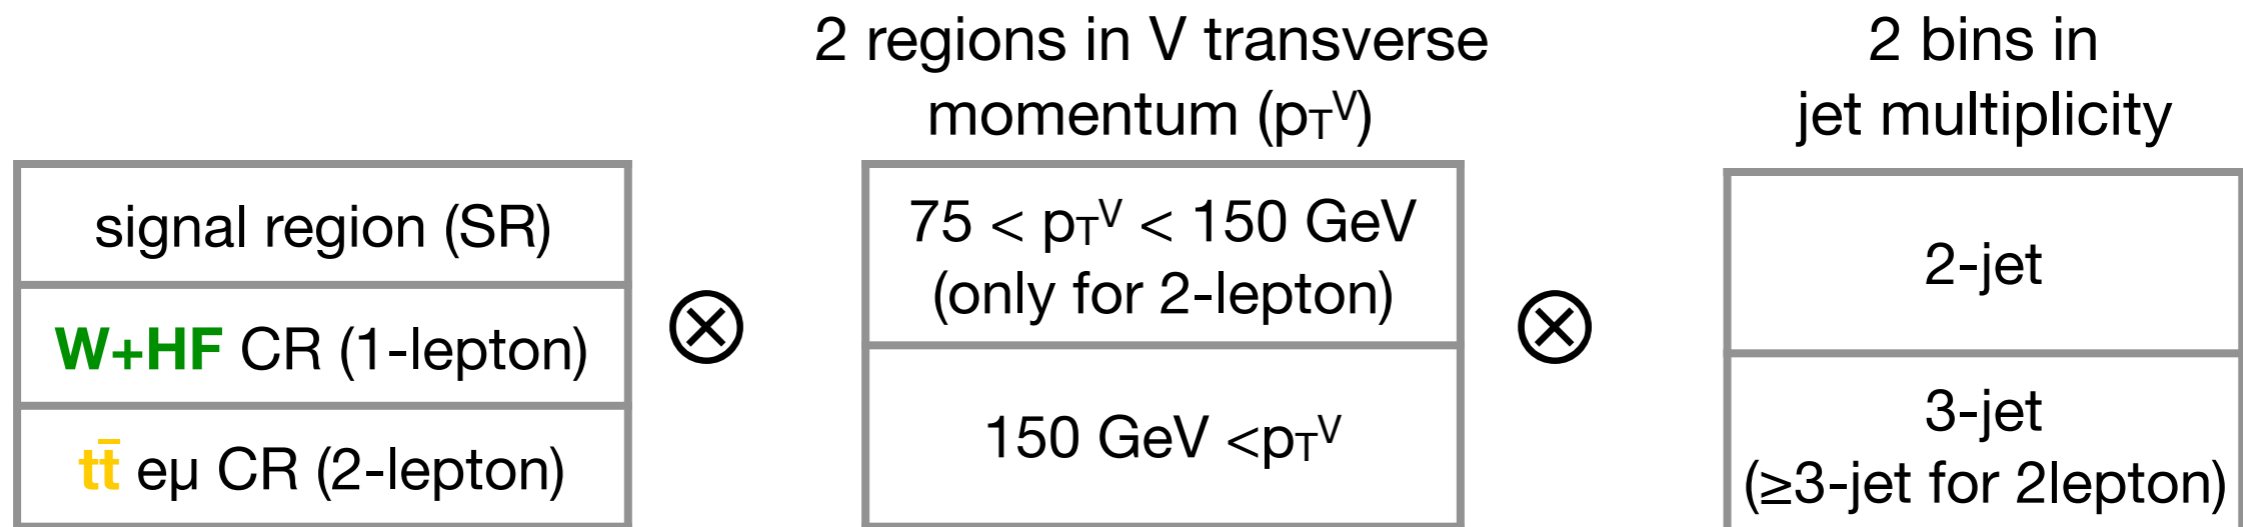 2 regions in V transverse
momentum (pTV)
2 bins in
jet multiplicity
signal region (SR)
W+HF CR (1-lepton)
tt̄ eμ CR (2-lepton)
75 < pTV < 150 GeV
(only for 2-lepton)
150 GeV <pTV
2-jet
3-jet
(≥3-jet for 2lepton)